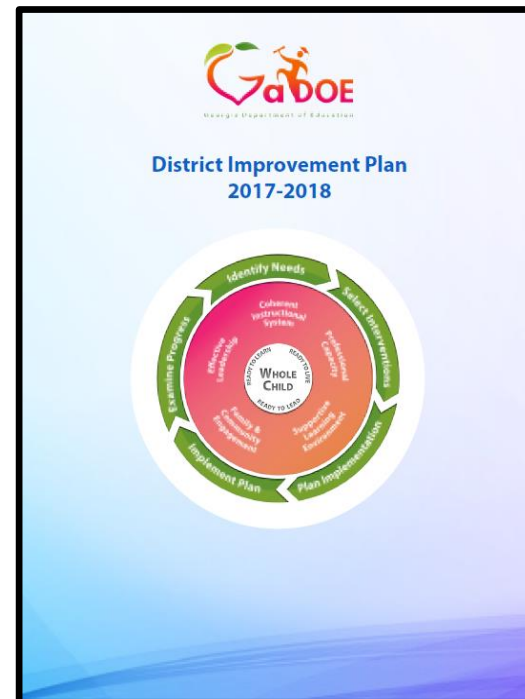 GaDOE
Georgia Department of Education
District Improvement Plan
2017-2018
Identify Needs
Select Interventions
Plan Implementation
Implement Plan
Examine Progress
Coherent
Instructional
System
Professional
Capacity
Supportive
Learning
Environment
Family &
Community
Engagement
Effective
Leadership
READY TO LEARN
READY TO LIVE
READY TO LEAD
WHOLE
CHILD